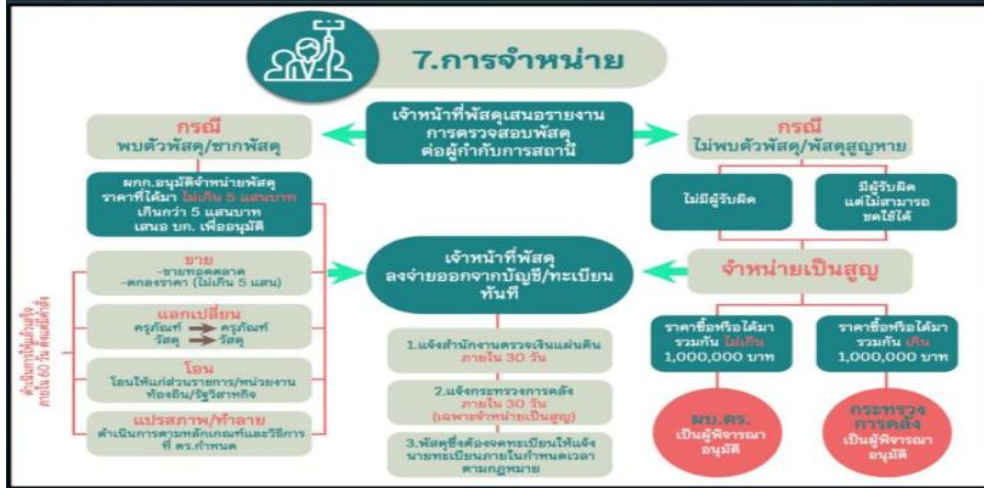 7.การจำหน่าย
เจ้าหน้าที่พัสดุเสนอรายงาน
การตรวจสอบพัสดุ
ต่อผู้กำกับการสถานี
กรณี
พบตัวพัสดุ/ซากพัสดุ
ผกก.อนุมัติจำหน่ายพัสดุ
ราคาที่ได้มา ไม่เกิน 5 แสนบาท
เกินกว่า 5 แสนบาท
เสนอ บก. เพื่ออนุมัติ
ขาย
-ขายทอดตลาด
-ตกลงราคา (ไม่เกิน 5 แสน)
แลกเปลี่ยน
ครุภัณฑ์ → ครุภัณฑ์
วัสดุ → วัสดุ
โอน
โอนให้แก่ส่วนราชการ/หน่วยงาน
ท้องถิ่น/รัฐวิสาหกิจ
แปรสภาพ/ทำลาย
ดำเนินการตามหลักเกณฑ์และวิธีการ
ที่ ตร.กำหนด
ดำเนินการให้แล้วเสร็จ
ภายใน 60 วัน ตั้งแต่มีคำสั่ง
เจ้าหน้าที่พัสดุ
ลงจ่ายออกจากบัญชี/ทะเบียน
ทันที
1.แจ้งสำนักงานตรวจเงินแผ่นดิน
ภายใน 30 วัน
2.แจ้งกระทรวงการคลัง
ภายใน 30 วัน
(เฉพาะจำหน่ายเป็นสูญ)
3.พัสดุซึ่งต้องจดทะเบียนให้แจ้ง
นายทะเบียนภายในกำหนดเวลา
ตามกฎหมาย
กรณี
ไม่พบตัวพัสดุ/พัสดุสูญหาย
ไม่มีผู้รับผิด
มีผู้รับผิด
แต่ไม่สามารถ
ชดใช้ได้
จำหน่ายเป็นสูญ
ราคาซื้อหรือได้มา
รวมกัน ไม่เกิน
1,000,000 บาท
ราคาซื้อหรือได้มา
รวมกัน เกิน
1,000,000 บาท
ผบ.ตร.
เป็นผู้พิจารณา
อนุมัติ
กระทรวง
การคลัง
เป็นผู้พิจารณา
อนุมัติ